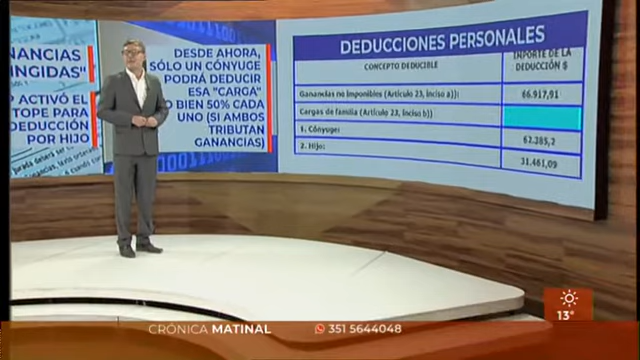 NANCIAS
INGIDAS"
P ACTIVÓ EL
TOPE PARA
DEDUCCIÓN
POR HIJO
DESDE AHORA,
SÓLO UN CÓNYUGE
PODRÁ DEDUCIR
ESA "CARGA"
O BIEN 50% CADA
UNO (SI AMBOS
TRIBUTAN
GANANCIAS)
DEDUCCIONES PERSONALES
CONCEPTO DEDUCIBLE
IMPORTE DE LA
DEDUCCIÓN $
Ganancias no imponibles (Artículo 23, inciso a)):
66.917,91
Cargas de familia (Artículo 23, inciso b))
1. Cónyuge:
62.385,2
2. Hijo:
31.461,09
13°
CRÓNICA MATINAL
351 5644048